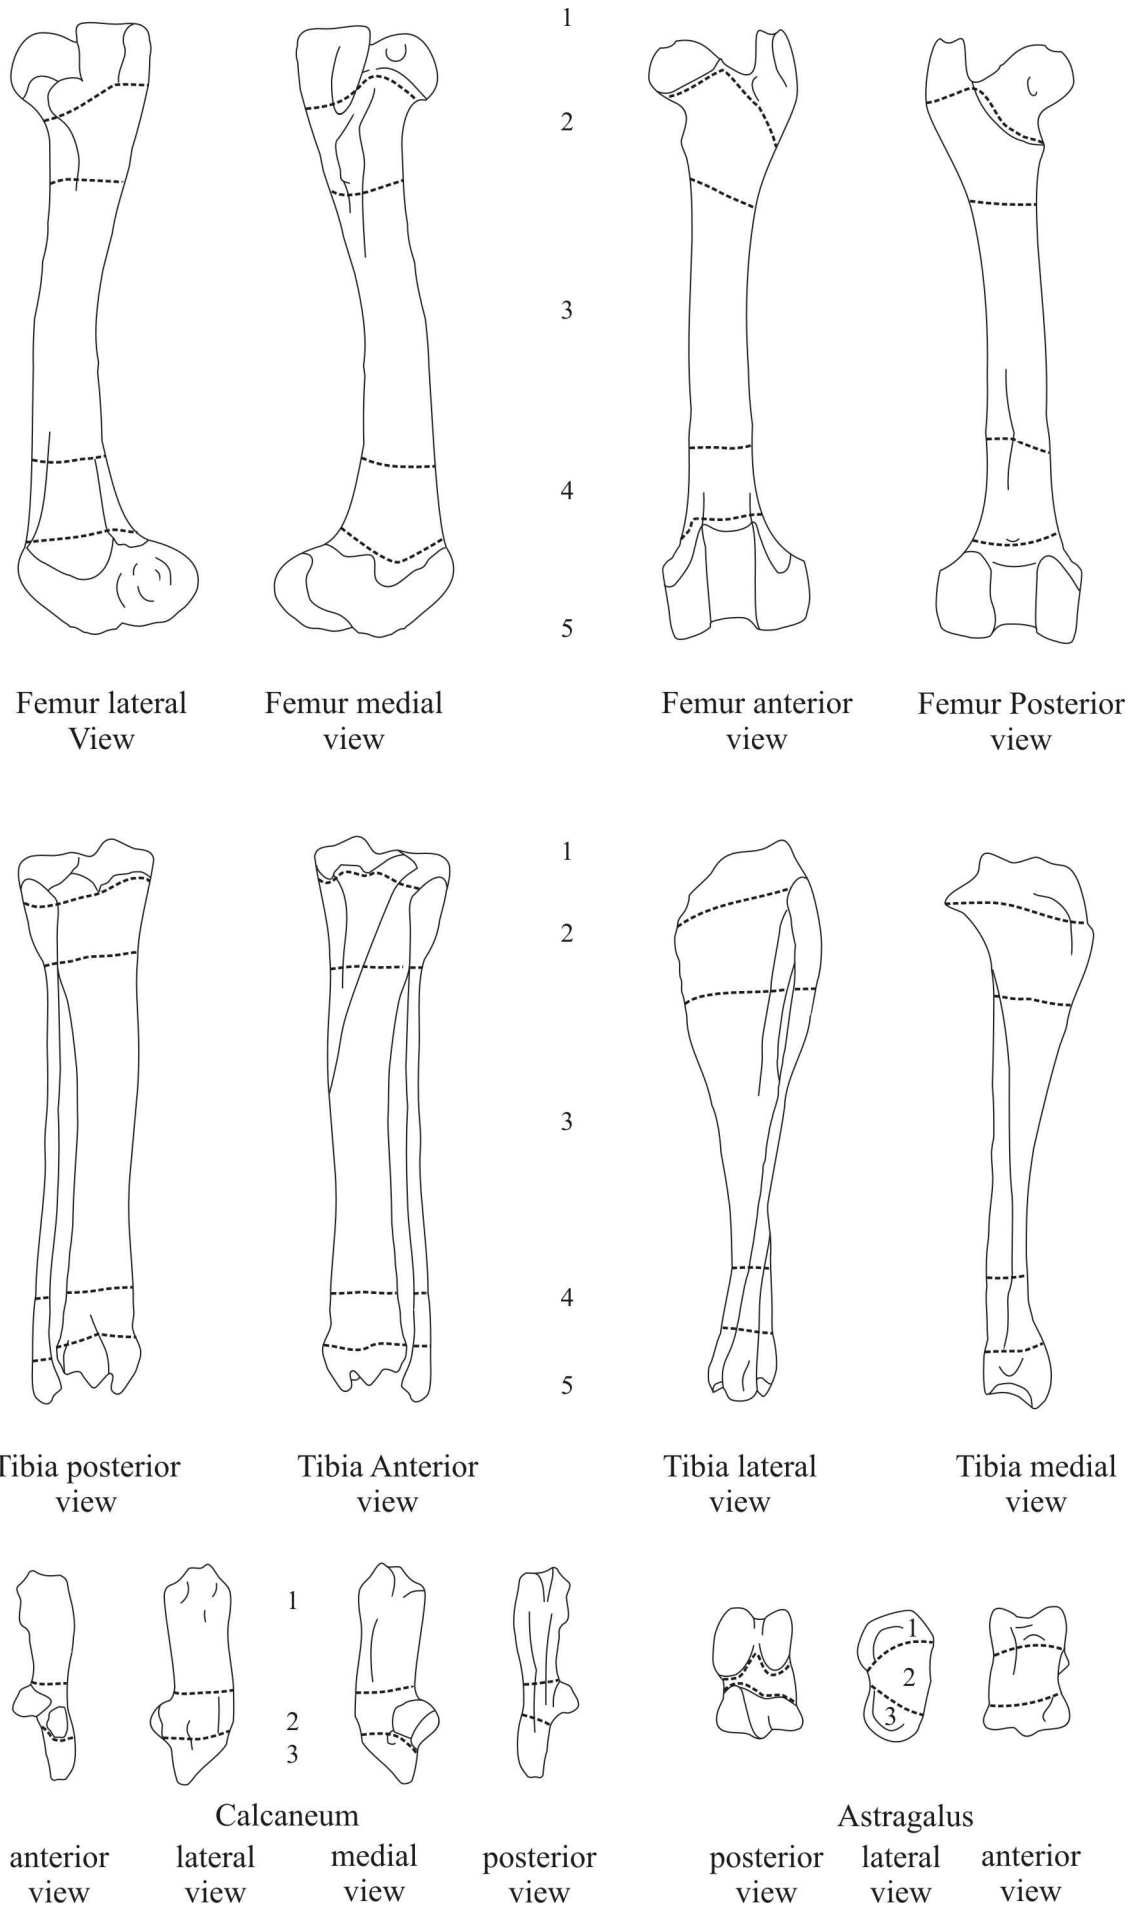 1
2
3
4
5
Femur lateral
View
Femur medial
view
Femur anterior
view
Femur Posterior
view
1
2
3
4
5
Tibia posterior
view
Tibia Anterior
view
Tibia lateral
view
Tibia medial
view
1
2
3
1
2
3
Calcaneum
Astragalus
anterior
view
lateral
view
medial
view
posterior
view
posterior
view
lateral
view
anterior
view